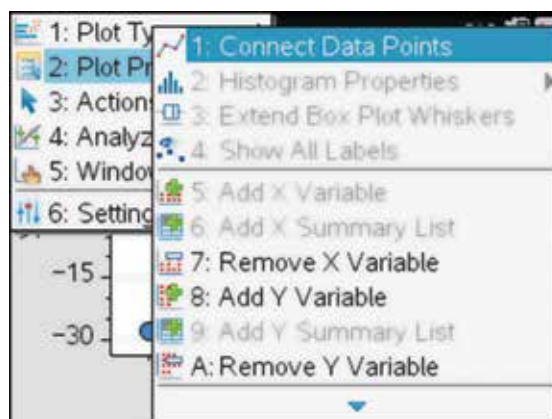 1: Plot Ty
2: Plot Pr
3: Action
4: Analyz
5: Window
6: Setting
1: Connect Data Points
2: Histogram Properties
3: Extend Box Plot Whiskers
4: Show All Labels
5: Add X Variable
6: Add X Summary List
7: Remove X Variable
8: Add Y Variable
9: Add Y Summary List
A: Remove Y Variable
-15
-30